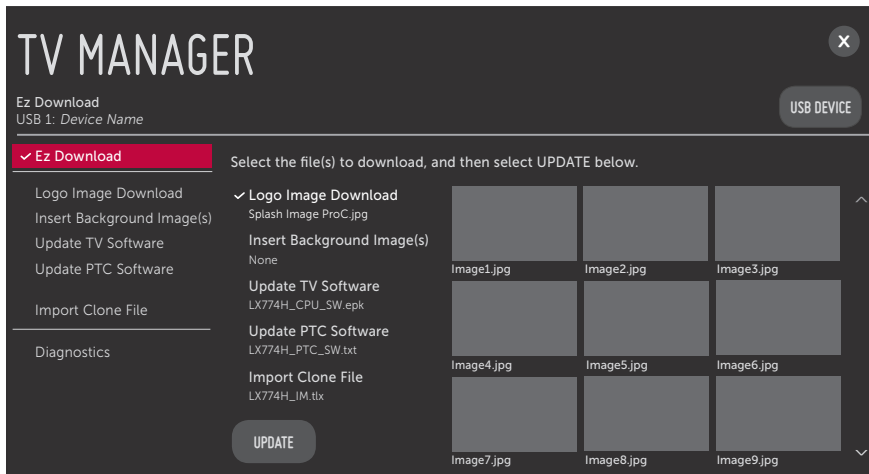 TV MANAGER
X
Ez Download
USB 1: Device Name
USB DEVICE
Ez Download
Logo Image Download
Insert Background Image(s)
Update TV Software
Update PTC Software
Import Clone File
Diagnostics
Select the file(s) to download, and then select UPDATE below.
Logo Image Download
Splash Image ProC.jpg
Insert Background Image(s)
None
Update TV Software
LX774H_CPU_SW.epk
Update PTC Software
LX774H_PTC_SW.txt
Import Clone File
LX774H_IM.tlx
UPDATE
Image1.jpg
Image2.jpg
Image3.jpg
Image4.jpg
Image5.jpg
Image6.jpg
Image7.jpg
Image8.jpg
Image9.jpg